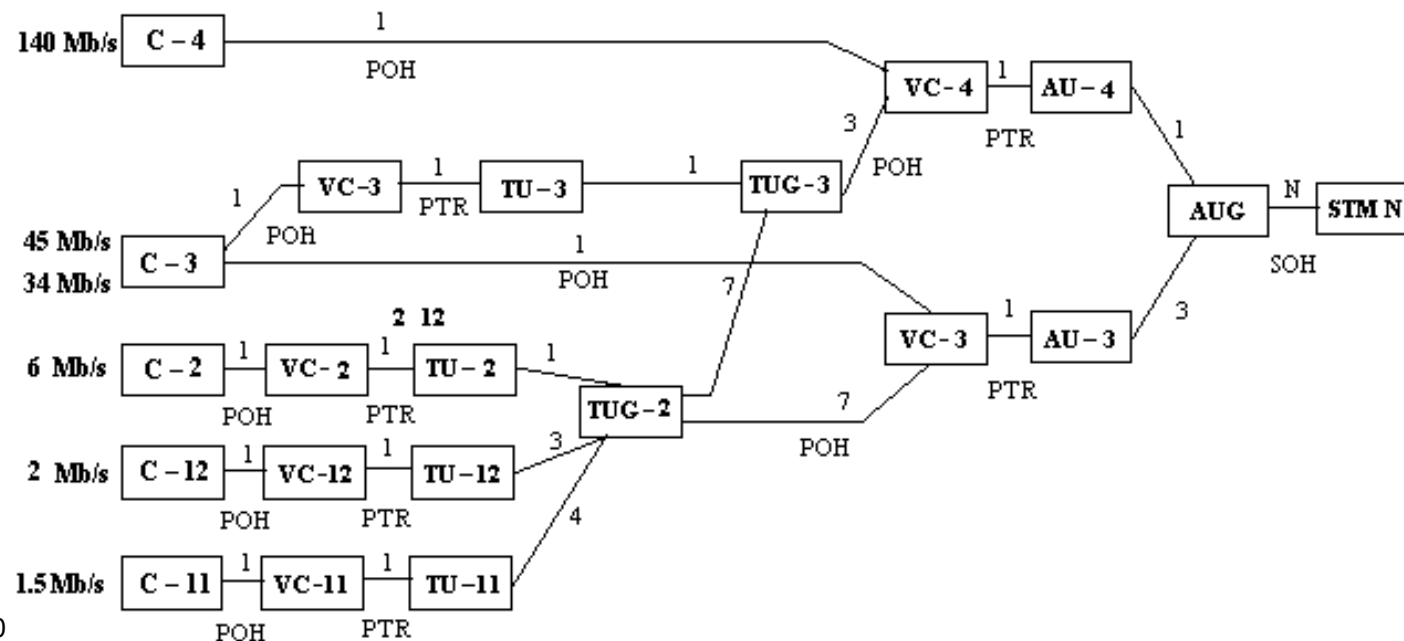 1
140 Mb/s C - 4
POH
VC - 4 1 AU - 4
3 PTR 1
1 VC - 3 1 TU - 3 1 TUG - 3 POH
PTR AUG N STM N
POH
45 Mb/s C - 3 1 SOH
34 Mb/s POH
7
2 12 VC - 3 1 AU - 3 3
6 Mb/s C - 2 1 VC - 2 1 TU - 2 1 PTR
POH PTR TUG - 2 7
POH
2 Mb/s C - 12 1 VC-12 1 TU - 12 3
POH PTR 4
1.5 Mb/s C - 11 1 VC-11 1 TU-11
POH PTR